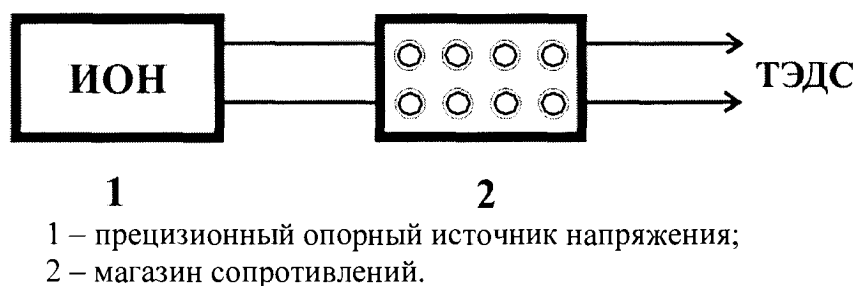 ИОН
ТЭДС
1 2
1 – прецизионный опорный источник напряжения;
2 – магазин сопротивлений.